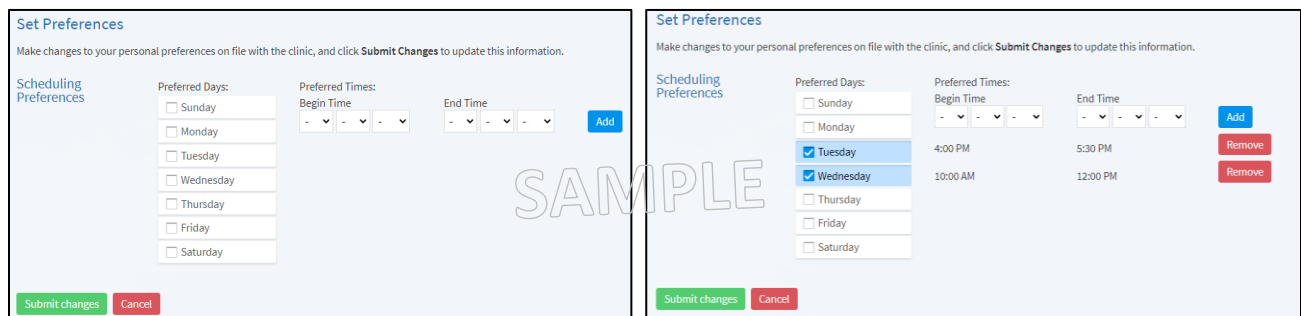 Set Preferences
Make changes to your personal preferences on file with the clinic, and click Submit Changes to update this information.
Scheduling
Preferences
Preferred Days:
Sunday
Monday
Tuesday
Wednesday
Thursday
Friday
Saturday
Preferred Times:
Begin Time
- - -
End Time
- - -
Add
Submit changes
Cancel
SAMPLE
Set Preferences
Make changes to your personal preferences on file with the clinic, and click Submit Changes to update this information.
Scheduling
Preferences
Preferred Days:
Sunday
Monday
Tuesday
Wednesday
Thursday
Friday
Saturday
Preferred Times:
Begin Time
- - -
End Time
- - -
Add
4:00 PM
5:30 PM
Remove
10:00 AM
12:00 PM
Remove
Submit changes
Cancel